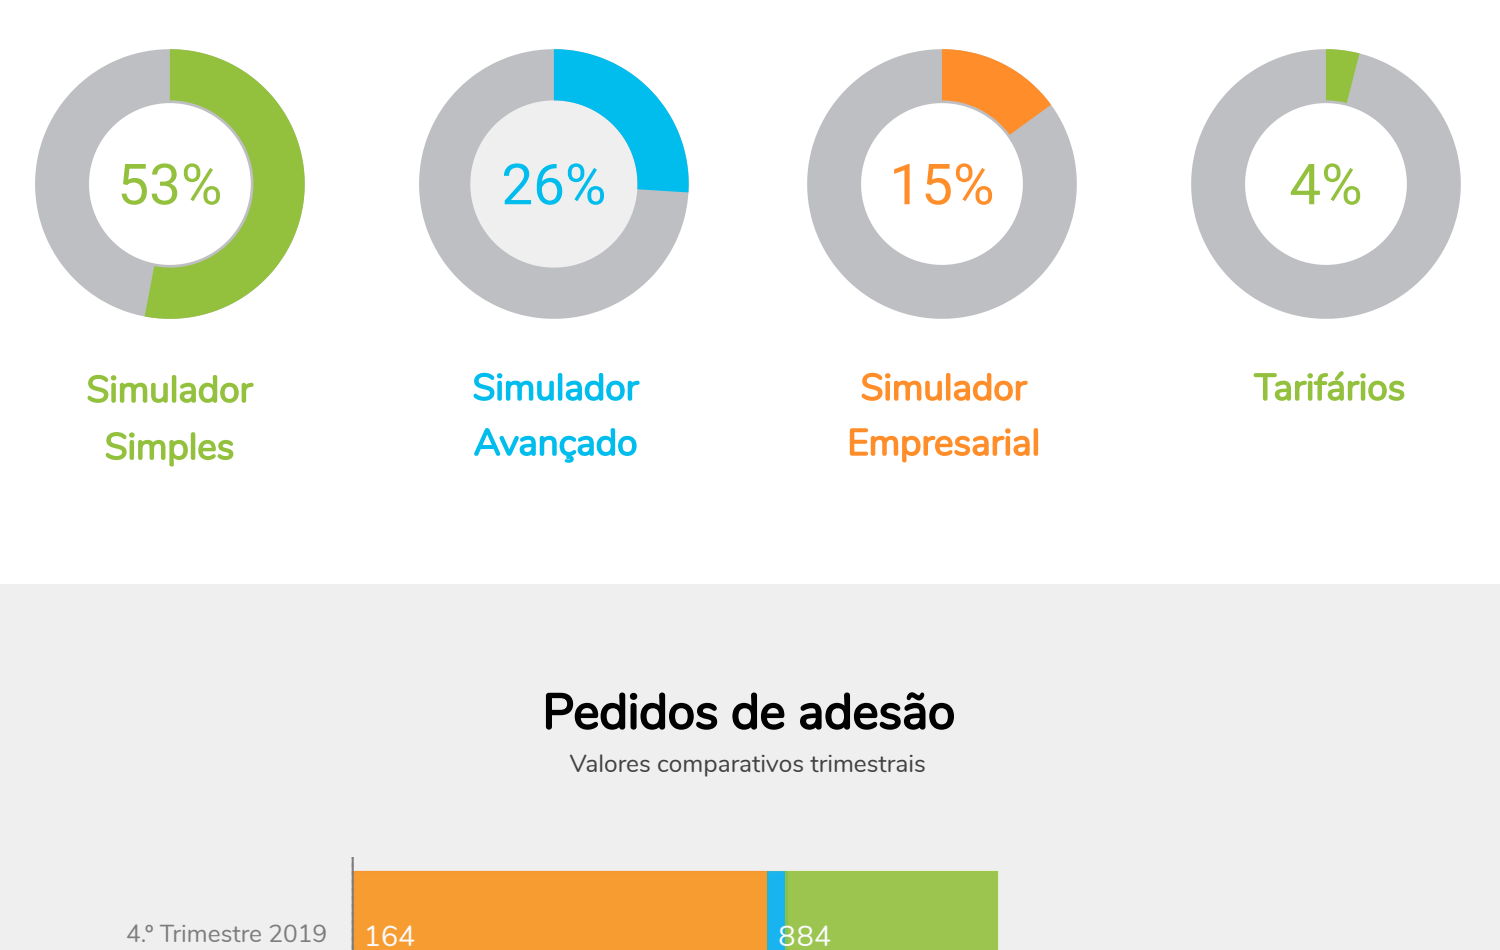 53%
26%
15%
4%
Simulador
Simples
Simulador
Avançado
Simulador
Empresarial
Tarifários
Pedidos de adesão
Valores comparativos trimestrais
4.º Trimestre 2019
164
884